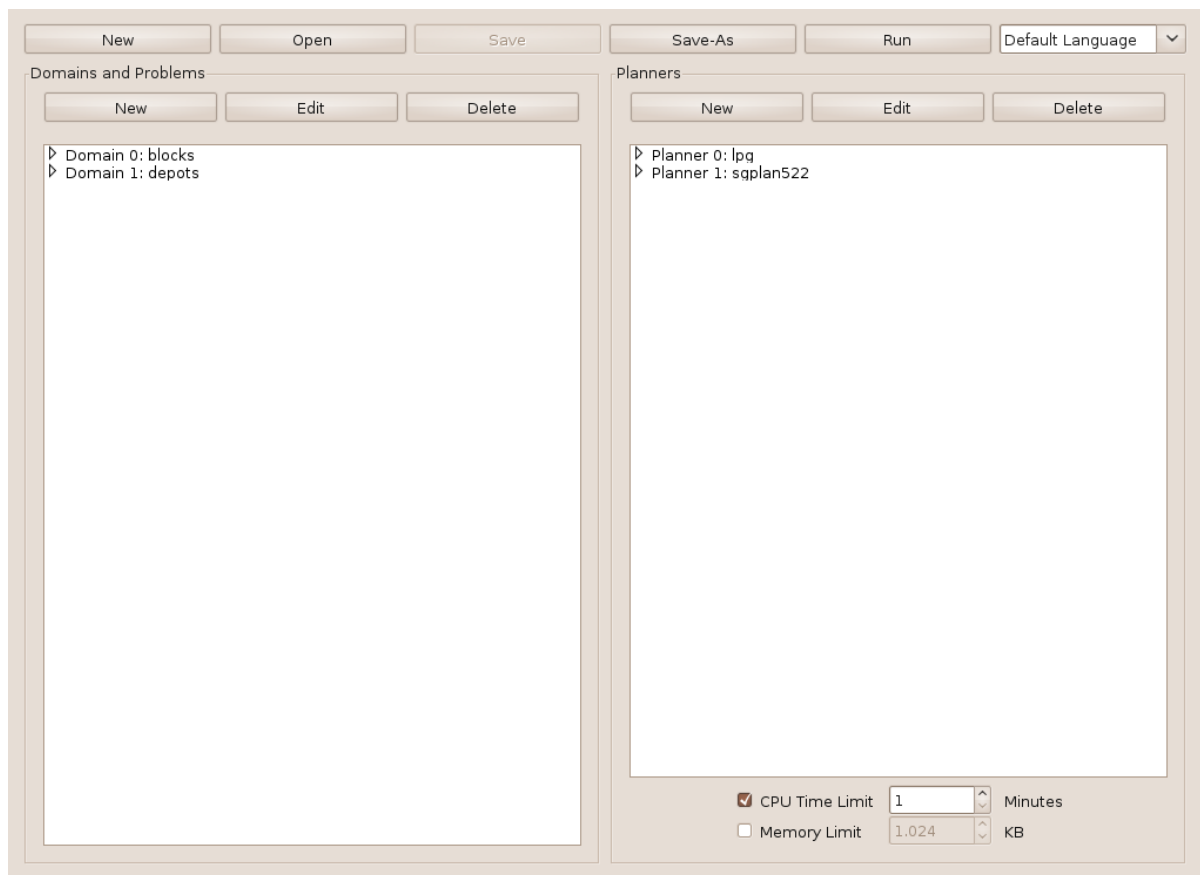 New Open Save Save-As Run Default Language
Domains and Problems
New Edit Delete
Domain 0: blocks
Domain 1: depots
Planners
New Edit Delete
Planner 0: lpg
Planner 1: sgplan522
CPU Time Limit 1 Minutes
Memory Limit 1.024 KB